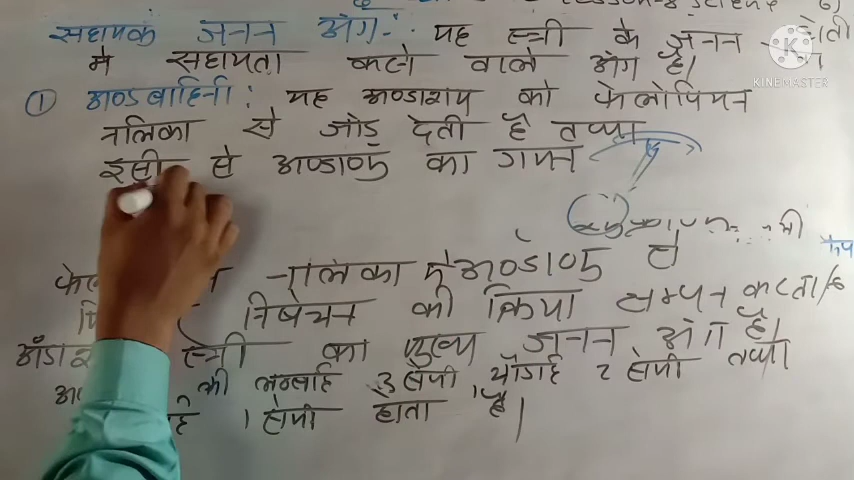 सहायक जनन अंग:- यह स्त्री के जनन
मे सहायता करने वाले अंग है।
① अण्डवाहिनी: यह अण्डाशय को फेलोपियन
नलिका से जोड़ देती है तथा
इसी से अण्डाणु का गमन
नलिका मे अण्डाणु से
निषेचन की क्रिया सम्पन्न करता है
स्त्री का मुख्य जनन अंग है।
की लम्बाई 3 सेमी चौड़ाई 2 सेमी तथा
1 सेमी होता है।
KINEMASTER